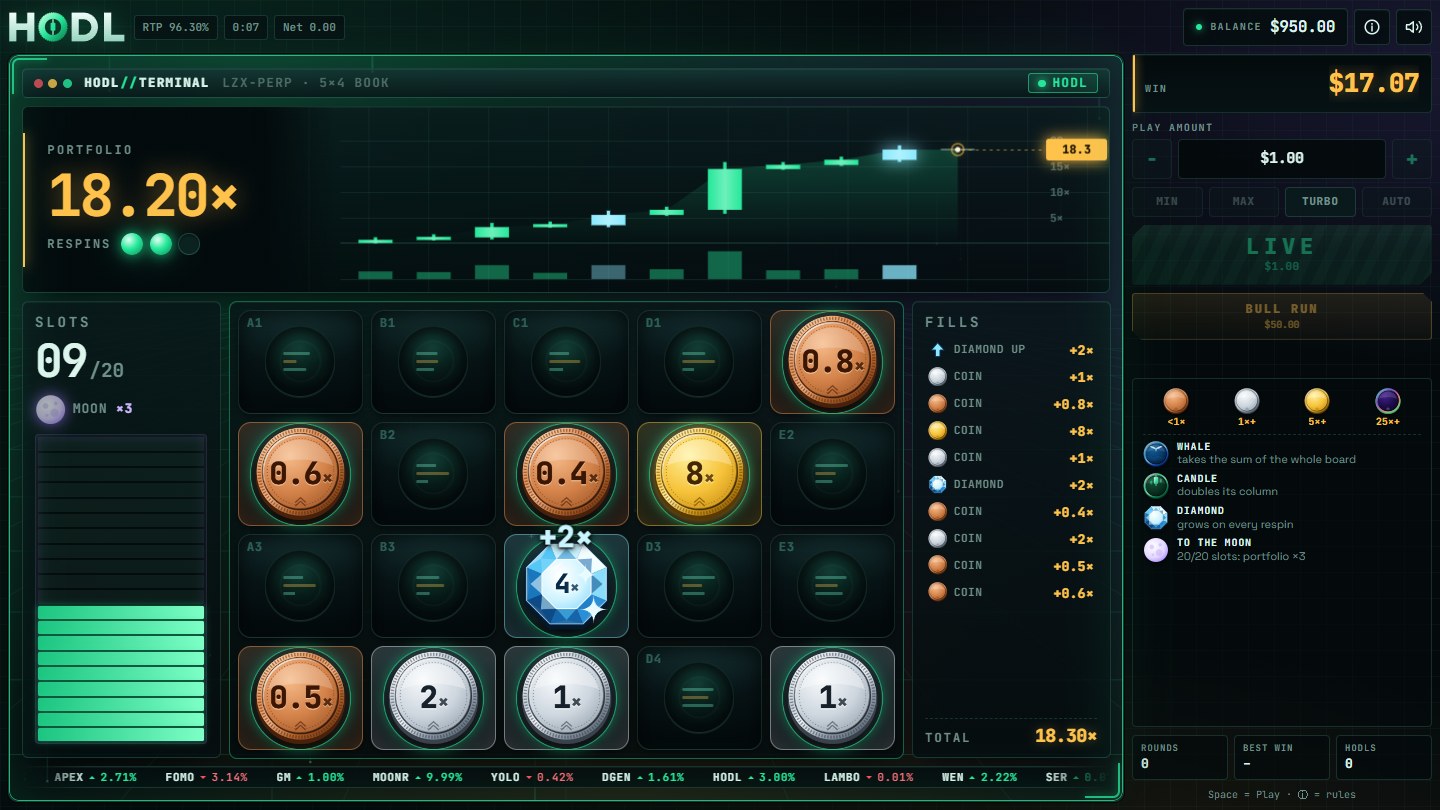 HODL
RTP 96.30%
0:07
Net 0.00
BALANCE $950.00
HODL//TERMINAL LZX-PERP · 5×4 BOOK
HODL
PORTFOLIO
18.20×
RESPINS
18.3
15×
10×
5×
SLOTS
09/20
MOON ×3
A1
B1
C1
D1
0.8×
0.6×
B2
0.4×
8×
E2
A3
B3
+2×
4×
D3
E3
0.5×
2×
1×
D4
1×
FILLS
DIAMOND UP +2×
COIN +1×
COIN +0.8×
COIN +8×
COIN +1×
DIAMOND +2×
COIN +0.4×
COIN +2×
COIN +0.5×
COIN +0.6×
TOTAL 18.30×
APEX 2.71% FOMO 3.14% GM 1.00% MOONR 9.99% YOLO 0.42% DGEN 1.61% HODL 3.00% LAMBO 0.01% WEN 2.22% SER
WIN $17.07
PLAY AMOUNT
- $1.00 +
MIN MAX TURBO AUTO
LIVE
$1.00
BULL RUN
$50.00
<1× 1×+ 5×+ 25×+
WHALE
takes the sum of the whole board
CANDLE
doubles its column
DIAMOND
grows on every respin
TO THE MOON
20/20 slots: portfolio ×3
ROUNDS
0
BEST WIN
–
HODLS
0
Space = Play · ⓘ = rules